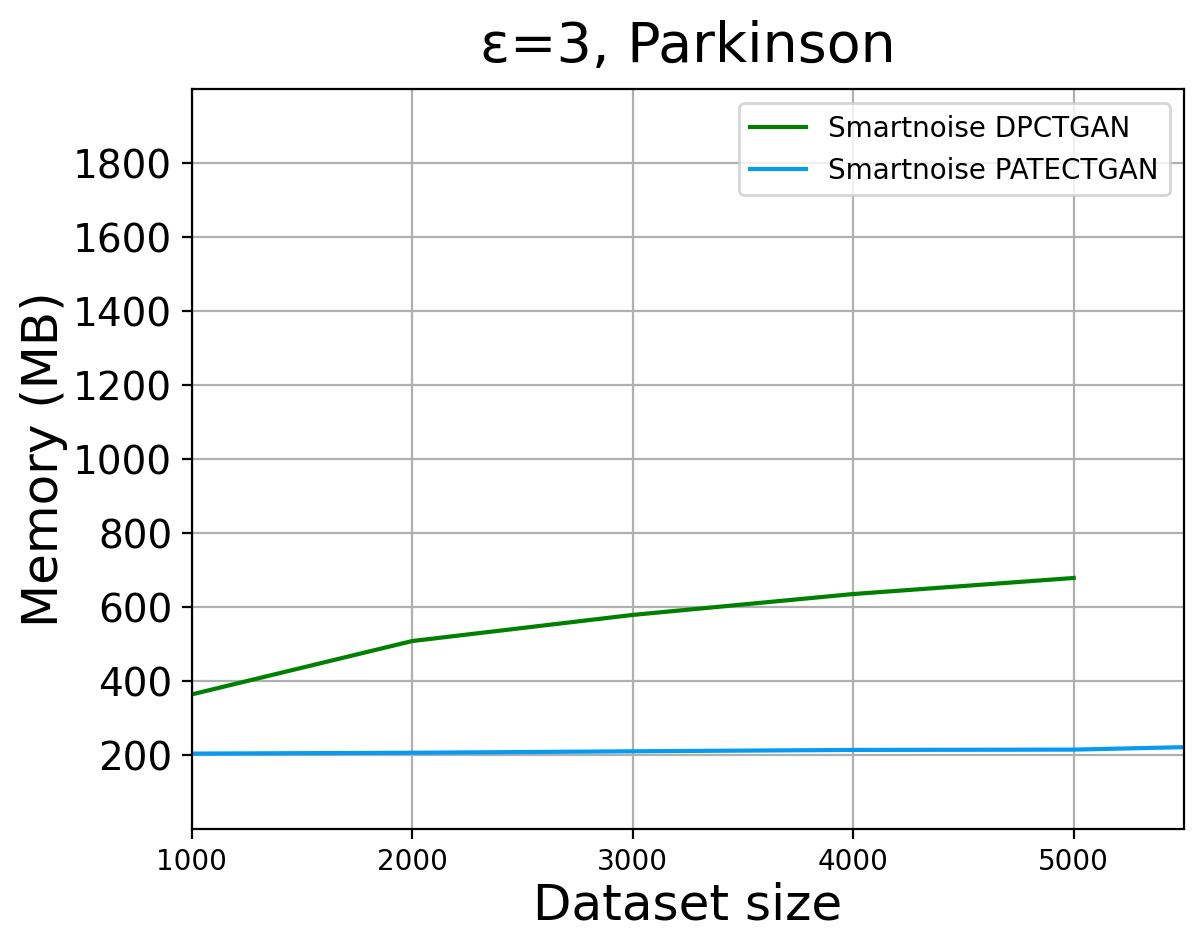 ε=3, Parkinson
Smartnoise DPCTGAN
Smartnoise PATECTGAN
Memory (MB)
1800
1600
1400
1200
1000
800
600
400
200
1000 2000 3000 4000 5000
Dataset size